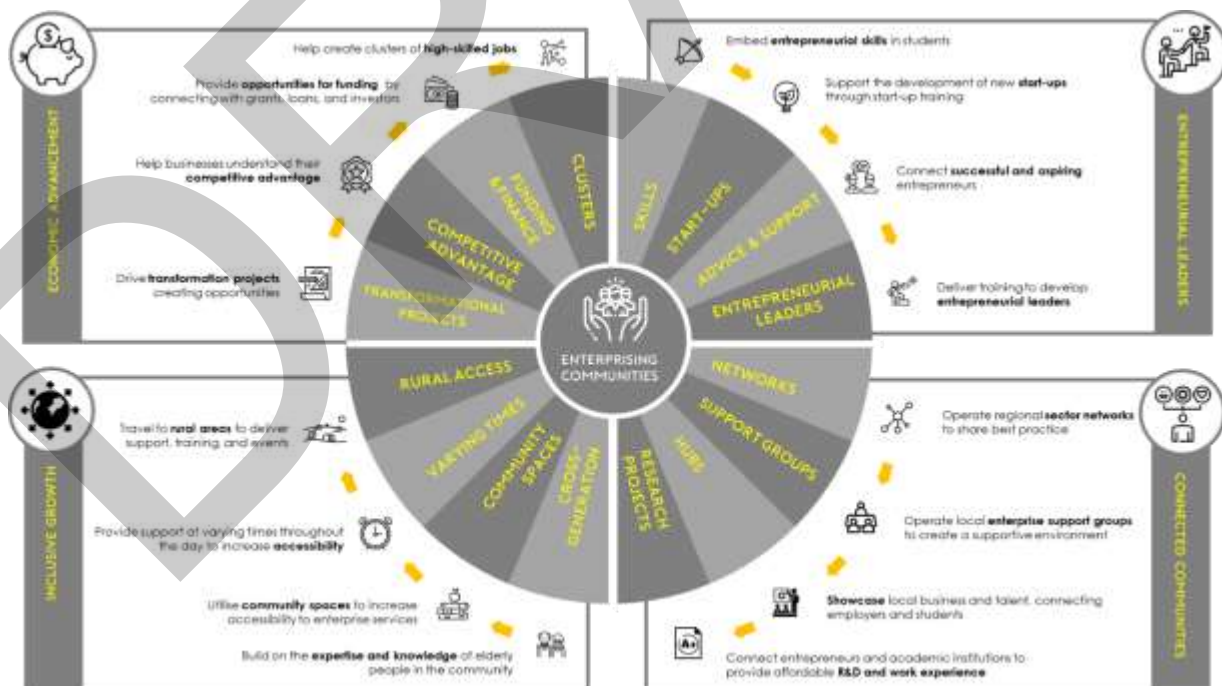 ECONOMIC ADVANCEMENT
Help create clusters of high-skilled jobs
Provide opportunities for funding by
connecting with grants, loans, and investors
Help businesses understand their
competitive advantage
Drive transformation projects
creating opportunities
ENTREPRENEURIAL LEADERS
Embed entrepreneurial skills in students
Support the development of new start-ups
through start-up training
Connect successful and aspiring
entrepreneurs
Deliver training to develop
entrepreneurial leaders
CLUSTERS
FUNDING
& FINANCE
COMPETITIVE
ADVANTAGE
TRANSFORMATIONAL
PROJECTS
SKILLS
START-UPS
ADVICE & SUPPORT
ENTREPRENEURIAL
LEADERS
ENTERPRISING
COMMUNITIES
RURAL ACCESS
VARYING TIMES
COMMUNITY
SPACES
CROSS-
GENERATION
NETWORKS
SUPPORT GROUPS
HUBS
RESEARCH
PROJECTS
INCLUSIVE GROWTH
Travel to rural areas to deliver
support, training, and events
Provide support at varying times throughout
the day to increase accessibility
Utilise community spaces to increase
accessibility to enterprise services
Build on the expertise and knowledge of elderly
people in the community
CONNECTED COMMUNITIES
Operate regional sector networks
to share best practice
Operate local enterprise support groups
to create a supportive environment
Showcase local business and talent, connecting
employers and students
A+
Connect entrepreneurs and academic institutions to
provide affordable R&D and work experience
DRA